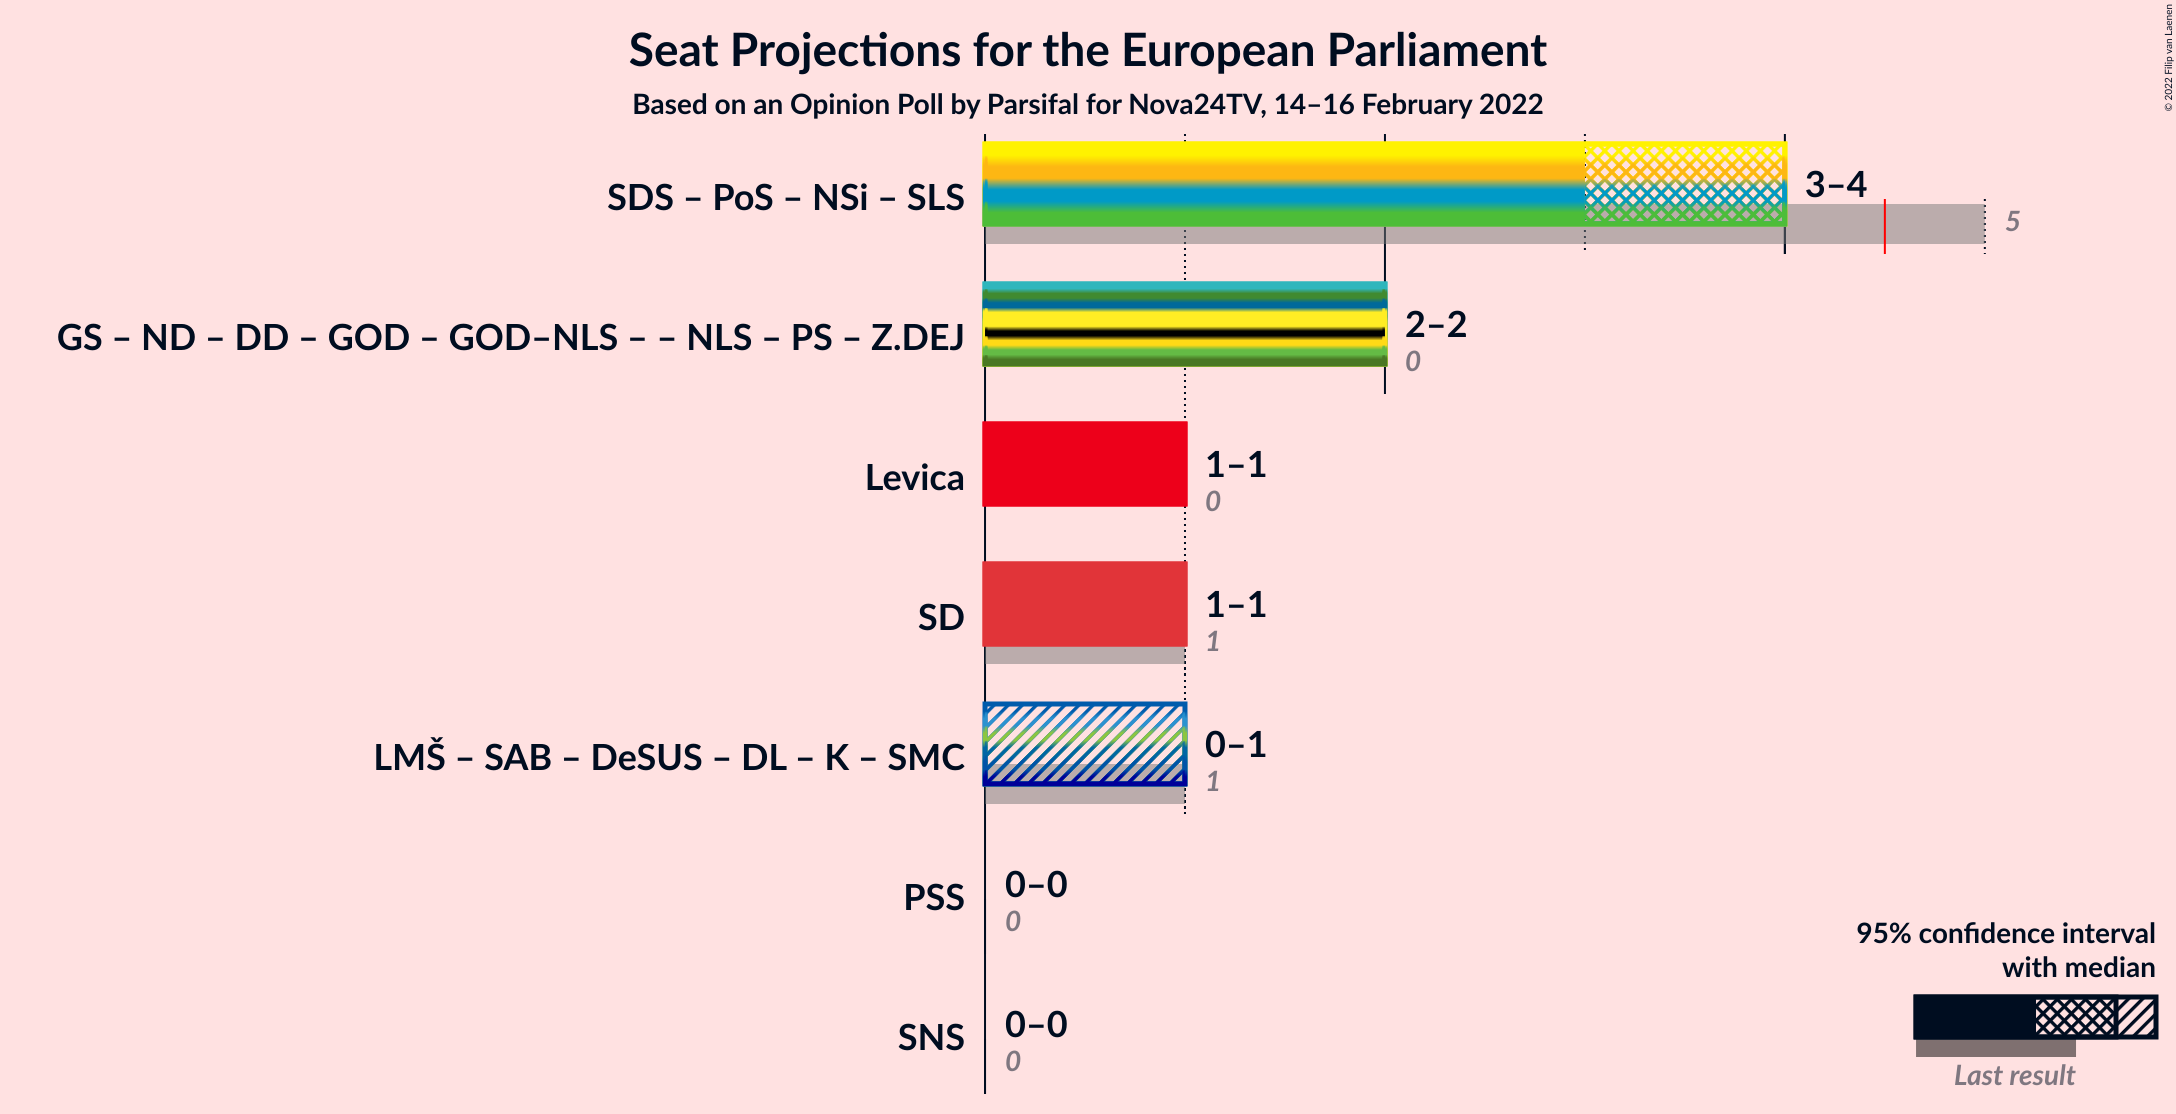 Seat Projections for the European Parliament
Based on an Opinion Poll by Parsifal for Nova24TV, 14–16 February 2022
© 2022 Filip van Laenen
SDS – PoS – NSi – SLS
3–4
5
GS – ND – DD – GOD – GOD–NLS – – NLS – PS – Z.DEJ
2–2
0
Levica
1–1
0
SD
1–1
1
LMŠ – SAB – DeSUS – DL – K – SMC
0–1
1
PSS
0–0
0
SNS
0–0
0
95% confidence interval
with median
Last result